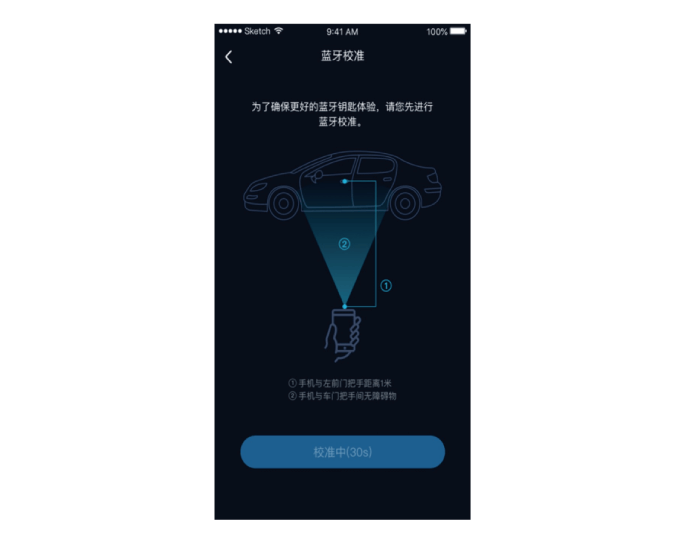 Sketch 9:41 AM 100%
蓝牙校准
为了确保更好的蓝牙钥匙体验，请您先进行
蓝牙校准。
②
①
① 手机与左前门把手距离1米
② 手机与车门把手间无障碍物
校准中(30s)